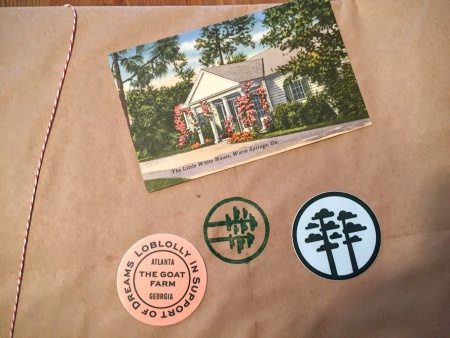 The Little White House, Warm Springs, Ga.
LOBLOLLY IN SUPPORT OF DREAMS
ATLANTA
THE GOAT
FARM
GEORGIA